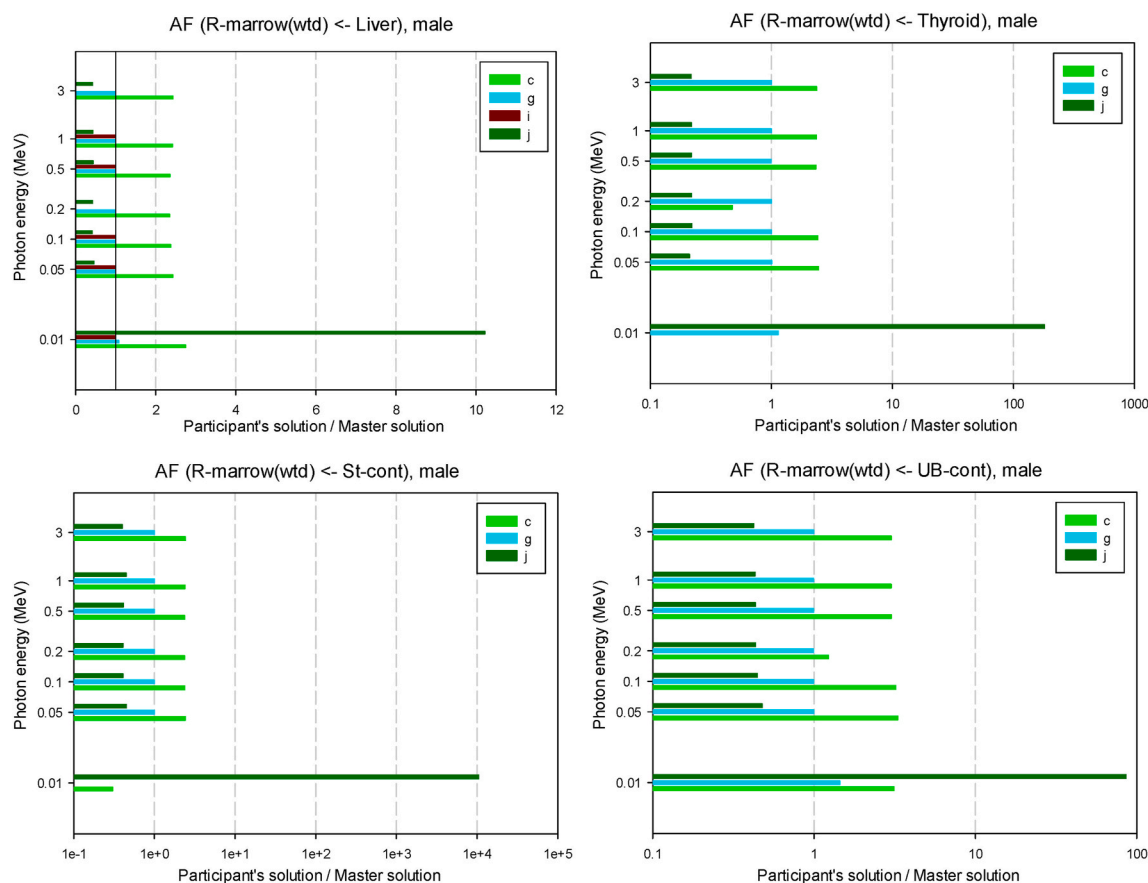 AF (R-marrow(wtd) <- Liver), male
c
g
i
j
Photon energy (MeV)
3
1
0.5
0.2
0.1
0.05
0.01
0 2 4 6 8 10 12
Participant's solution / Master solution
AF (R-marrow(wtd) <- Thyroid), male
c
g
j
Photon energy (MeV)
3
1
0.5
0.2
0.1
0.05
0.01
0.1 1 10 100 1000
Participant's solution / Master solution
AF (R-marrow(wtd) <- St-cont), male
c
g
j
Photon energy (MeV)
3
1
0.5
0.2
0.1
0.05
0.01
1e-1 1e+0 1e+1 1e+2 1e+3 1e+4 1e+5
Participant's solution / Master solution
AF (R-marrow(wtd) <- UB-cont), male
c
g
j
Photon energy (MeV)
3
1
0.5
0.2
0.1
0.05
0.01
0.1 1 10 100
Participant's solution / Master solution